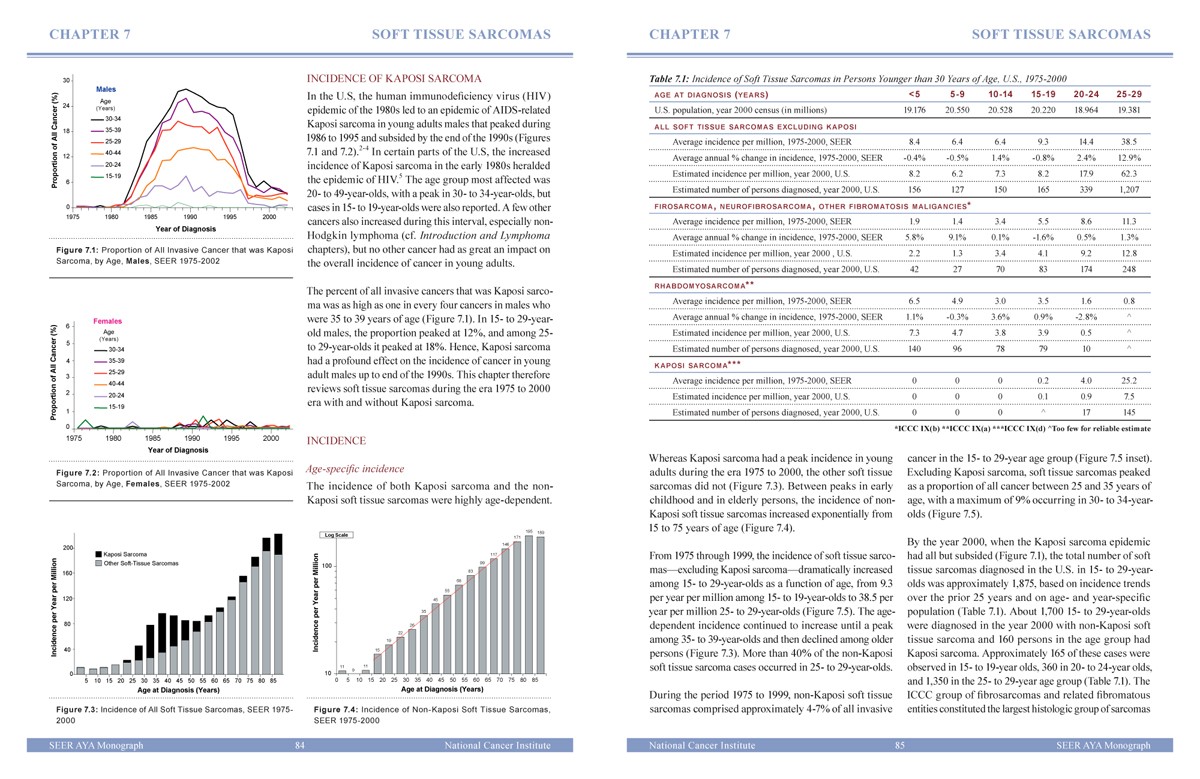 CHAPTER 7
SOFT TISSUE SARCOMAS
30
24
18
12
6
0
Proportion of All Cancer (%)
Males
Age
(Years)
30-34
35-39
25-29
40-44
20-24
15-19
1975 1980 1985 1990 1995 2000
Year of Diagnosis
Figure 7.1: Proportion of All Invasive Cancer that was Kaposi
Sarcoma, by Age, Males, SEER 1975-2002
6
5
4
3
2
1
0
Proportion of All Cancer (%)
Females
Age
(Years)
30-34
35-39
25-29
40-44
20-24
15-19
1975 1980 1985 1990 1995 2000
Year of Diagnosis
Figure 7.2: Proportion of All Invasive Cancer that was Kaposi
Sarcoma, by Age, Females, SEER 1975-2002
INCIDENCE OF KAPOSI SARCOMA
In the U.S, the human immunodeficiency virus (HIV)
epidemic of the 1980s led to an epidemic of AIDS-related
Kaposi sarcoma in young adults males that peaked during
1986 to 1995 and subsided by the end of the 1990s (Figures
7.1 and 7.2).2-4 In certain parts of the U.S, the increased
incidence of Kaposi sarcoma in the early 1980s heralded
the epidemic of HIV.5 The age group most affected was
20- to 49-year-olds, with a peak in 30- to 34-year-olds, but
cases in 15- to 19-year-olds were also reported. A few other
cancers also increased during this interval, especially non-
Hodgkin lymphoma (cf. Introduction and Lymphoma
chapters), but no other cancer had as great an impact on
the overall incidence of cancer in young adults.
The percent of all invasive cancers that was Kaposi sarco-
ma was as high as one in every four cancers in males who
were 35 to 39 years of age (Figure 7.1). In 15- to 29-year-
old males, the proportion peaked at 12%, and among 25-
to 29-year-olds it peaked at 18%. Hence, Kaposi sarcoma
had a profound effect on the incidence of cancer in young
adult males up to end of the 1990s. This chapter therefore
reviews soft tissue sarcomas during the era 1975 to 2000
era with and without Kaposi sarcoma.
INCIDENCE
Age-specific incidence
The incidence of both Kaposi sarcoma and the non-
Kaposi soft tissue sarcomas were highly age-dependent.
200
160
120
80
40
0
Incidence per Year per Million
Kaposi Sarcoma
Other Soft-Tissue Sarcomas
5 10 15 20 25 30 35 40 45 50 55 60 65 70 75 80 85
Age at Diagnosis (Years)
Figure 7.3: Incidence of All Soft Tissue Sarcomas, SEER 1975-
2000
Log Scale
100
10
Incidence per Year per Million
0 5 10 15 20 25 30 35 40 45 50 55 60 65 70 75 80 85
Age at Diagnosis (Years)
Figure 7.4: Incidence of Non-Kaposi Soft Tissue Sarcomas,
SEER 1975-2000
SEER AYA Monograph
84
National Cancer Institute
CHAPTER 7
SOFT TISSUE SARCOMAS
Table 7.1: Incidence of Soft Tissue Sarcomas in Persons Younger than 30 Years of Age, U.S., 1975-2000
AGE AT DIAGNOSIS (YEARS) <5 5-9 10-14 15-19 20-24 25-29
U.S. population, year 2000 census (in millions) 19.176 20.550 20.528 20.220 18.964 19.381
ALL SOFT TISSUE SARCOMAS EXCLUDING KAPOSI
Average incidence per million, 1975-2000, SEER 8.4 6.4 6.4 9.3 14.4 38.5
Average annual % change in incidence, 1975-2000, SEER -0.4% -0.5% 1.4% -0.8% 2.4% 12.9%
Estimated incidence per million, year 2000, U.S. 8.2 6.2 7.3 8.2 17.9 62.3
Estimated number of persons diagnosed, year 2000, U.S. 156 127 150 165 339 1,207
FIROSARCOMA, NEUROFIBROSARCOMA, OTHER FIBROMATOSIS MALIGANCIES*
Average incidence per million, 1975-2000, SEER 1.9 1.4 3.4 5.5 8.6 11.3
Average annual % change in incidence, 1975-2000, SEER 5.8% 9.1% 0.1% -1.6% 0.5% 1.3%
Estimated incidence per million, year 2000 , U.S. 2.2 1.3 3.4 4.1 9.2 12.8
Estimated number of persons diagnosed, year 2000, U.S. 42 27 70 83 174 248
RHABDOMYOSARCOMA**
Average incidence per million, 1975-2000, SEER 6.5 4.9 3.0 3.5 1.6 0.8
Average annual % change in incidence, 1975-2000, SEER 1.1% -0.3% 3.6% 0.9% -2.8% ^
Estimated incidence per million, year 2000, U.S. 7.3 4.7 3.8 3.9 0.5 ^
Estimated number of persons diagnosed, year 2000, U.S. 140 96 78 79 10 ^
KAPOSI SARCOMA***
Average incidence per million, 1975-2000, SEER 0 0 0 0.2 4.0 25.2
Estimated incidence per million, year 2000, U.S. 0 0 0 0.1 0.9 7.5
Estimated number of persons diagnosed, year 2000, U.S. 0 0 0 ^ 17 145
*ICCC IX(b) **ICCC IX(a) ***ICCC IX(d) ^Too few for reliable estimate
Whereas Kaposi sarcoma had a peak incidence in young
adults during the era 1975 to 2000, the other soft tissue
sarcomas did not (Figure 7.3). Between peaks in early
childhood and in elderly persons, the incidence of non-
Kaposi soft tissue sarcomas increased exponentially from
15 to 75 years of age (Figure 7.4).
From 1975 through 1999, the incidence of soft tissue sarco-
mas—excluding Kaposi sarcoma—dramatically increased
among 15- to 29-year-olds as a function of age, from 9.3
per year per million among 15- to 19-year-olds to 38.5 per
year per million 25- to 29-year-olds (Figure 7.5). The age-
dependent incidence continued to increase until a peak
among 35- to 39-year-olds and then declined among older
persons (Figure 7.3). More than 40% of the non-Kaposi
soft tissue sarcoma cases occurred in 25- to 29-year-olds.
During the period 1975 to 1999, non-Kaposi soft tissue
sarcomas comprised approximately 4-7% of all invasive
cancer in the 15- to 29-year age group (Figure 7.5 inset).
Excluding Kaposi sarcoma, soft tissue sarcomas peaked
as a proportion of all cancer between 25 and 35 years of
age, with a maximum of 9% occurring in 30- to 34-year-
olds (Figure 7.5).
By the year 2000, when the Kaposi sarcoma epidemic
had all but subsided (Figure 7.1), the total number of soft
tissue sarcomas diagnosed in the U.S. in 15- to 29-year-
olds was approximately 1,875, based on incidence trends
over the prior 25 years and on age- and year-specific
population (Table 7.1). About 1,700 15- to 29-year-olds
were diagnosed in the year 2000 with non-Kaposi soft
tissue sarcoma and 160 persons in the age group had
Kaposi sarcoma. Approximately 165 of these cases were
observed in 15- to 19-year olds, 360 in 20- to 24-year olds,
and 1,350 in the 25- to 29-year age group (Table 7.1). The
ICCC group of fibrosarcomas and related fibromatous
entities constituted the largest histologic group of sarcomas
National Cancer Institute
85
SEER AYA Monograph